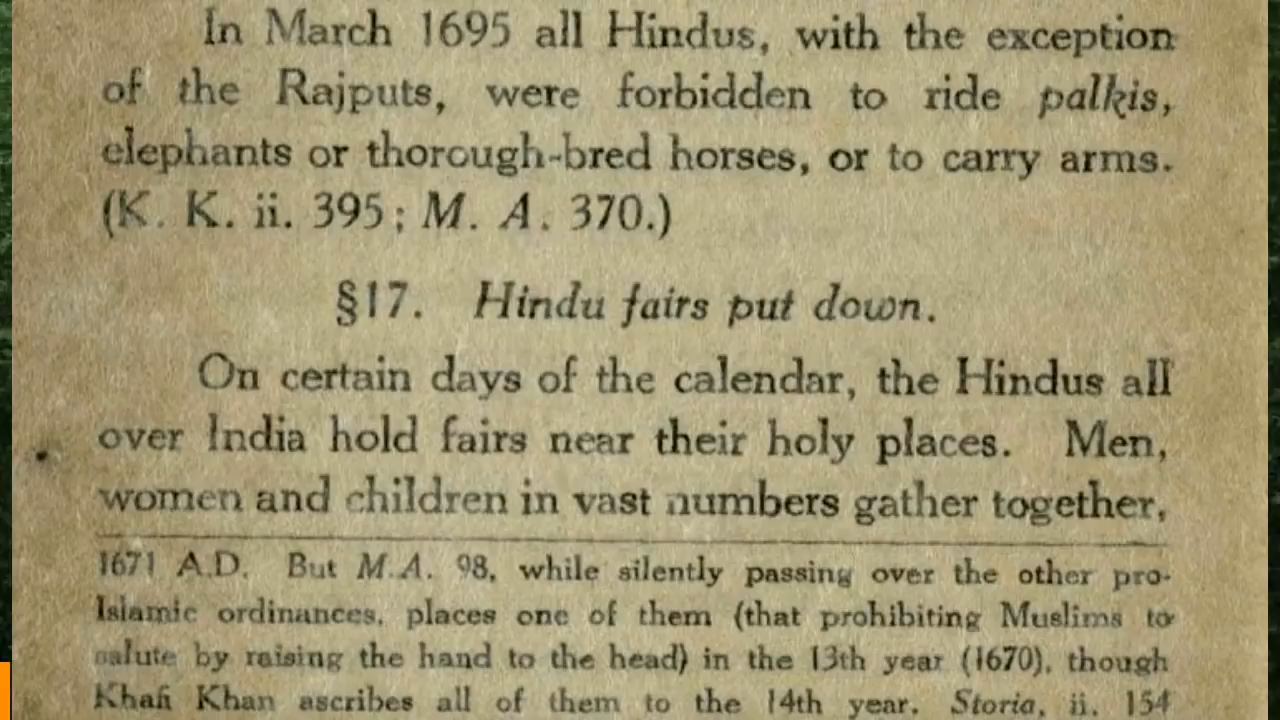 In March 1695 all Hindus, with the exception
of the Rajputs, were forbidden to ride palkis,
elephants or thorough-bred horses, or to carry arms.
(K. K. ii. 395; M. A. 370.)
§17. Hindu fairs put down.
On certain days of the calendar, the Hindus all
over India hold fairs near their holy places. Men,
women and children in vast numbers gather together,
1671 A.D. But M.A. 98, while silently passing over the other pro-
Islamic ordinances, places one of them (that prohibiting Muslims to
salute by raising the hand to the head) in the 13th year (1670), though
Khafi Khan ascribes all of them to the 14th year. Storia, ii. 154